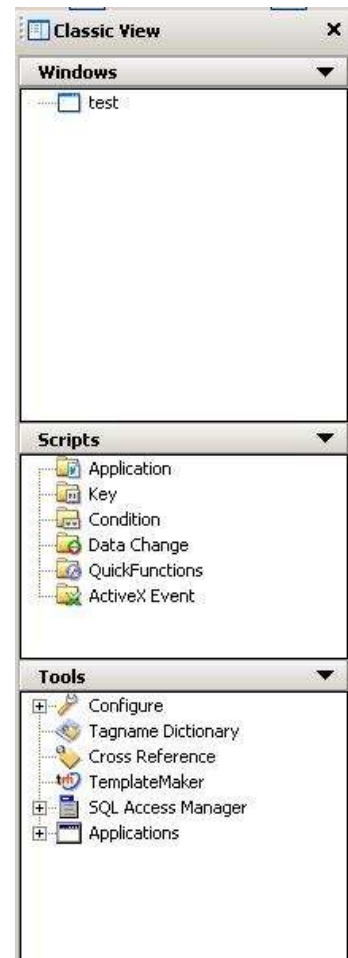 Classic View
Windows
test
Scripts
Application
Key
Condition
Data Change
QuickFunctions
ActiveX Event
Tools
Configure
Tagname Dictionary
Cross Reference
TemplateMaker
SQL Access Manager
Applications